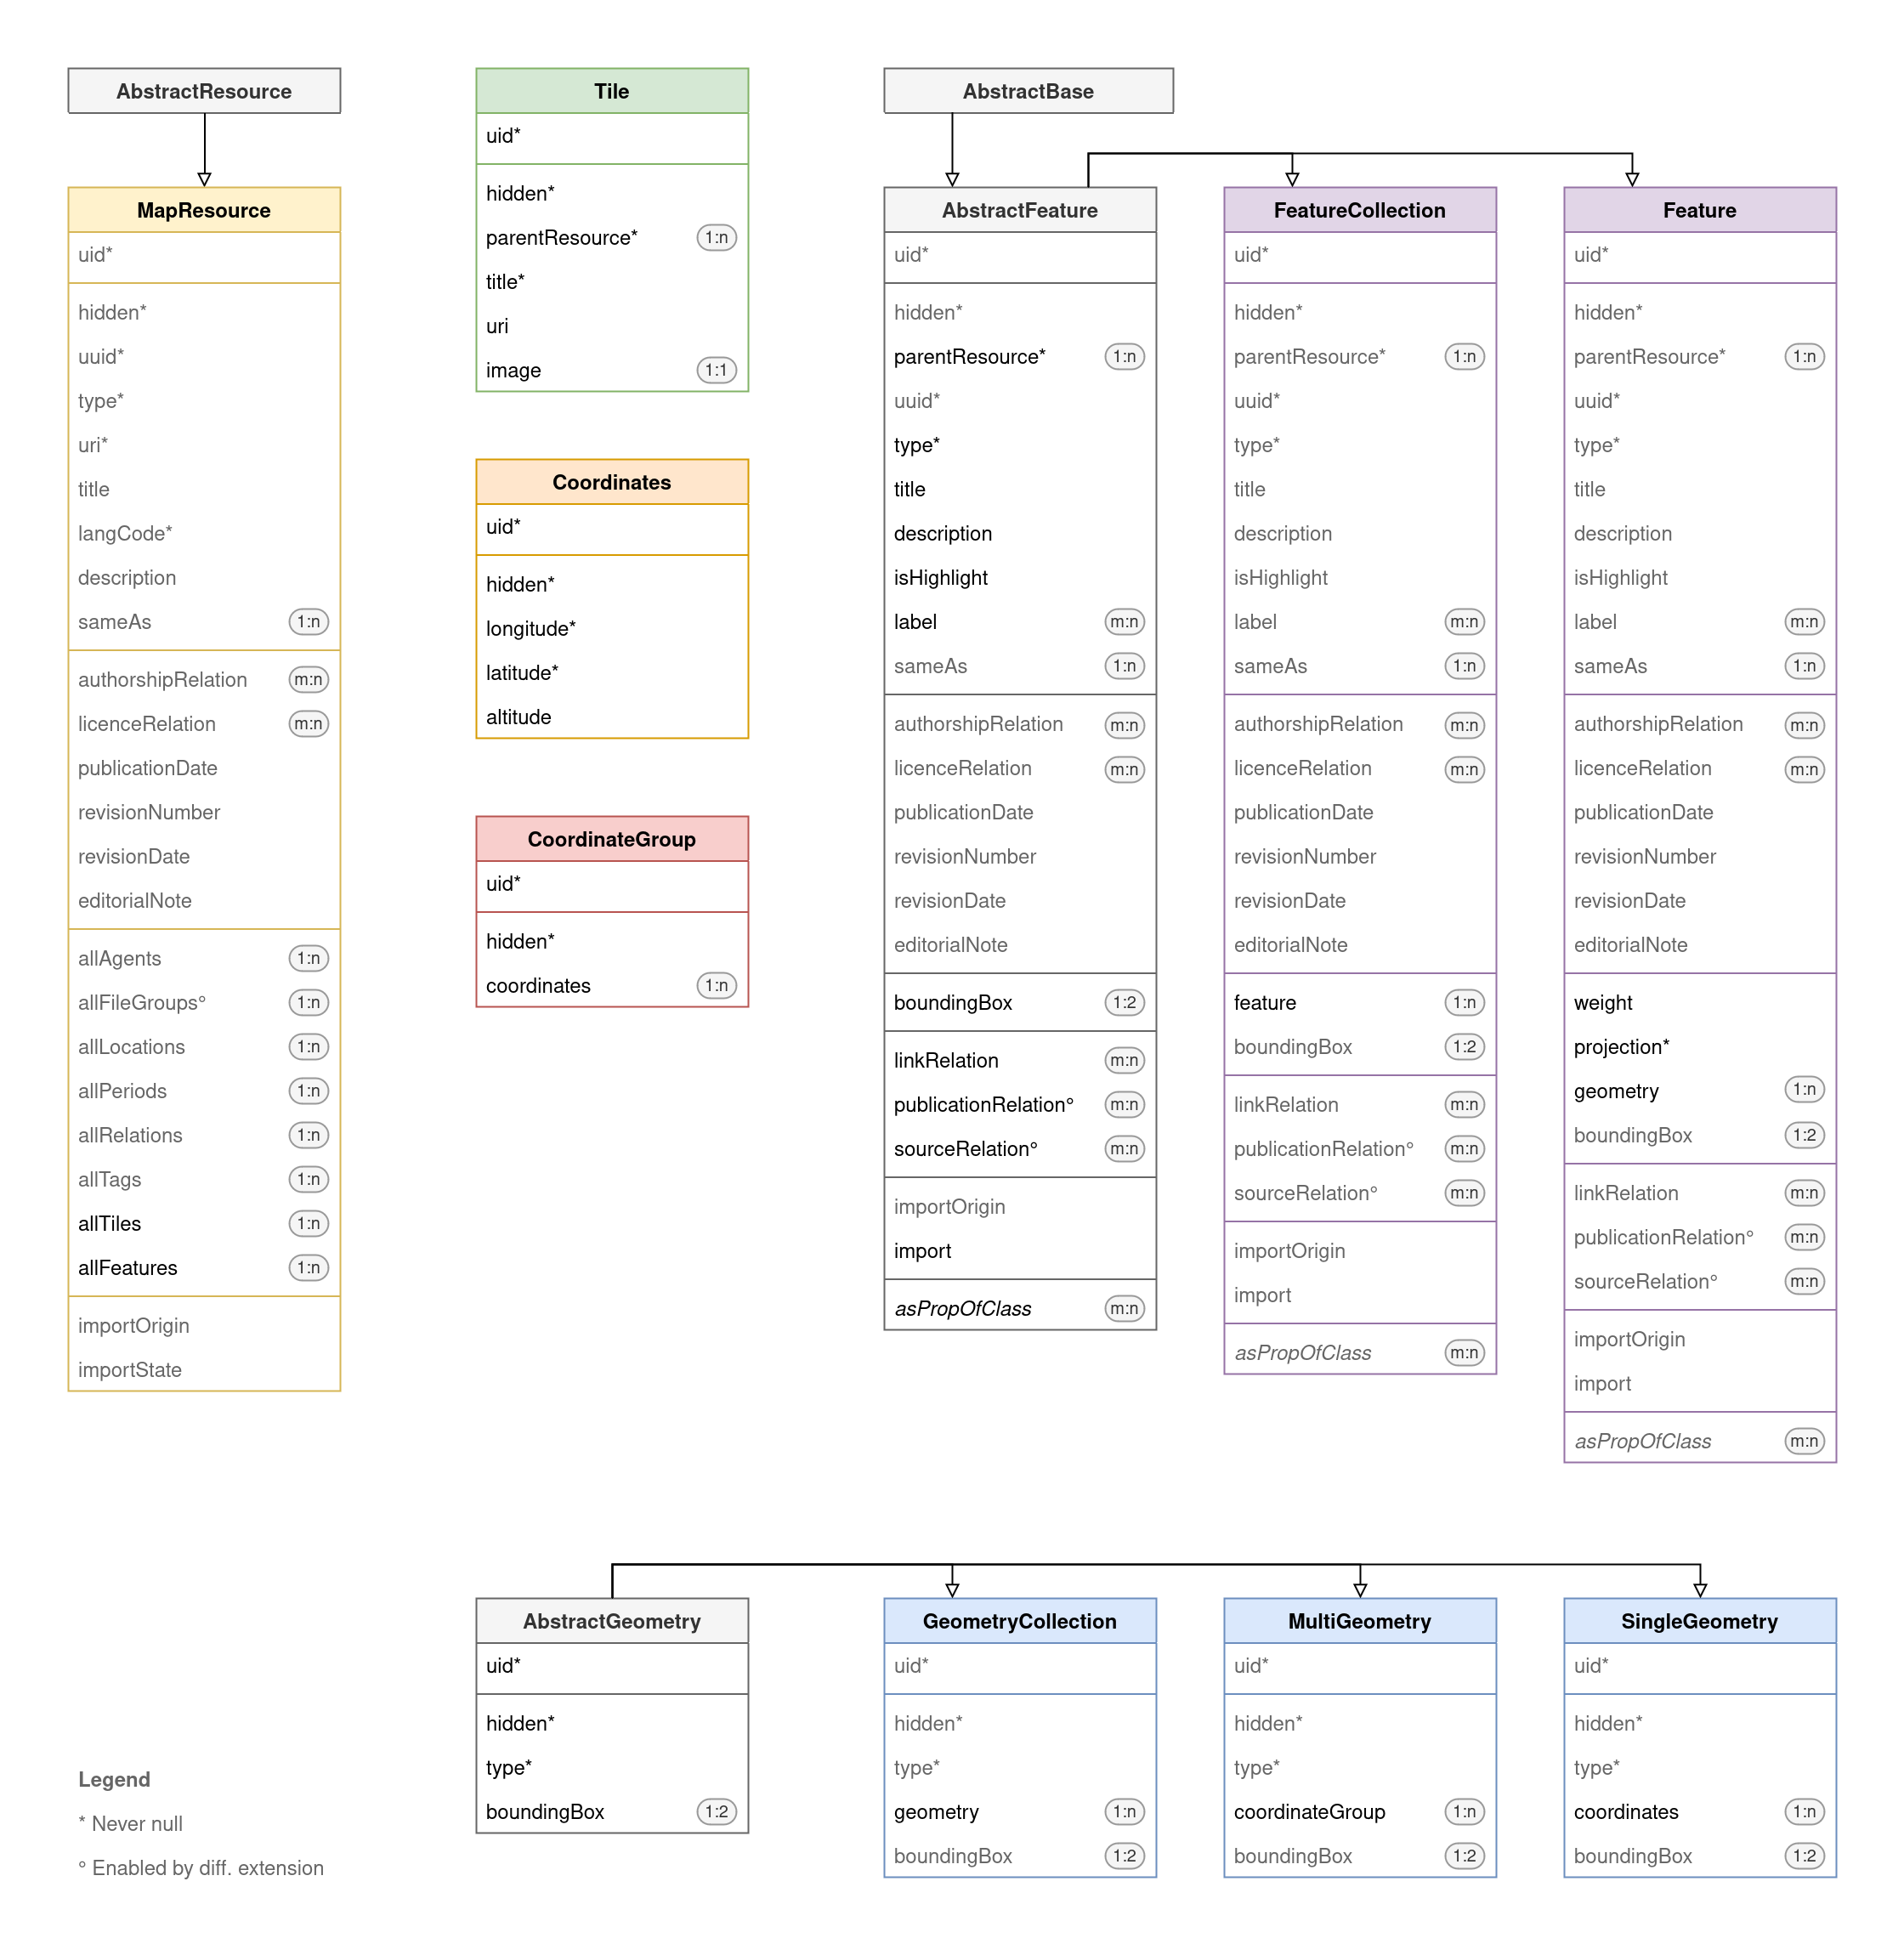 AbstractResource
MapResource
uid*
hidden*
uuid*
type*
uri*
title
langCode*
description
sameAs 1:n
authorshipRelation m:n
licenceRelation m:n
publicationDate
revisionNumber
revisionDate
editorialNote
allAgents 1:n
allFileGroups° 1:n
allLocations 1:n
allPeriods 1:n
allRelations 1:n
allTags 1:n
allTiles 1:n
allFeatures 1:n
importOrigin
importState
Tile
uid*
hidden*
parentResource* 1:n
title*
uri
image 1:1
Coordinates
uid*
hidden*
longitude*
latitude*
altitude
CoordinateGroup
uid*
hidden*
coordinates 1:n
AbstractBase
AbstractFeature
uid*
hidden*
parentResource* 1:n
uuid*
type*
title
description
isHighlight
label m:n
sameAs 1:n
authorshipRelation m:n
licenceRelation m:n
publicationDate
revisionNumber
revisionDate
editorialNote
boundingBox 1:2
linkRelation m:n
publicationRelation° m:n
sourceRelation° m:n
importOrigin
import
asPropOfClass m:n
FeatureCollection
uid*
hidden*
parentResource* 1:n
uuid*
type*
title
description
isHighlight
label m:n
sameAs 1:n
authorshipRelation m:n
licenceRelation m:n
publicationDate
revisionNumber
revisionDate
editorialNote
feature 1:n
boundingBox 1:2
linkRelation m:n
publicationRelation° m:n
sourceRelation° m:n
importOrigin
import
asPropOfClass m:n
Feature
uid*
hidden*
parentResource* 1:n
uuid*
type*
title
description
isHighlight
label m:n
sameAs 1:n
authorshipRelation m:n
licenceRelation m:n
publicationDate
revisionNumber
revisionDate
editorialNote
weight
projection*
geometry 1:n
boundingBox 1:2
linkRelation m:n
publicationRelation° m:n
sourceRelation° m:n
importOrigin
import
asPropOfClass m:n
AbstractGeometry
uid*
hidden*
type*
boundingBox 1:2
GeometryCollection
uid*
hidden*
type*
geometry 1:n
boundingBox 1:2
MultiGeometry
uid*
hidden*
type*
coordinateGroup 1:n
boundingBox 1:2
SingleGeometry
uid*
hidden*
type*
coordinates 1:n
boundingBox 1:2
Legend
* Never null
° Enabled by diff. extension